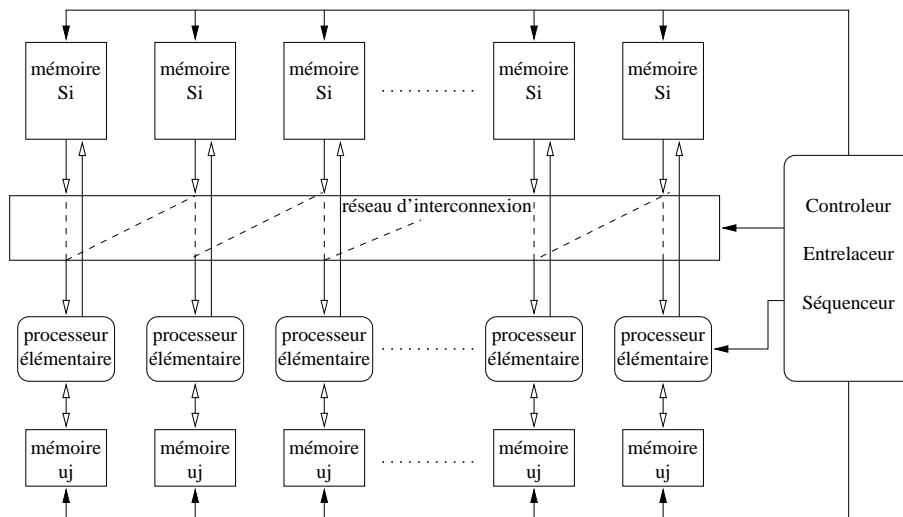 mémoire
Si
mémoire
Si
mémoire
Si
mémoire
Si
mémoire
Si
réseau d'interconnexion
Controleur
Entrelaceur
Séquenceur
processeur
élémentaire
processeur
élémentaire
processeur
élémentaire
processeur
élémentaire
processeur
élémentaire
mémoire
uj
mémoire
uj
mémoire
uj
mémoire
uj
mémoire
uj